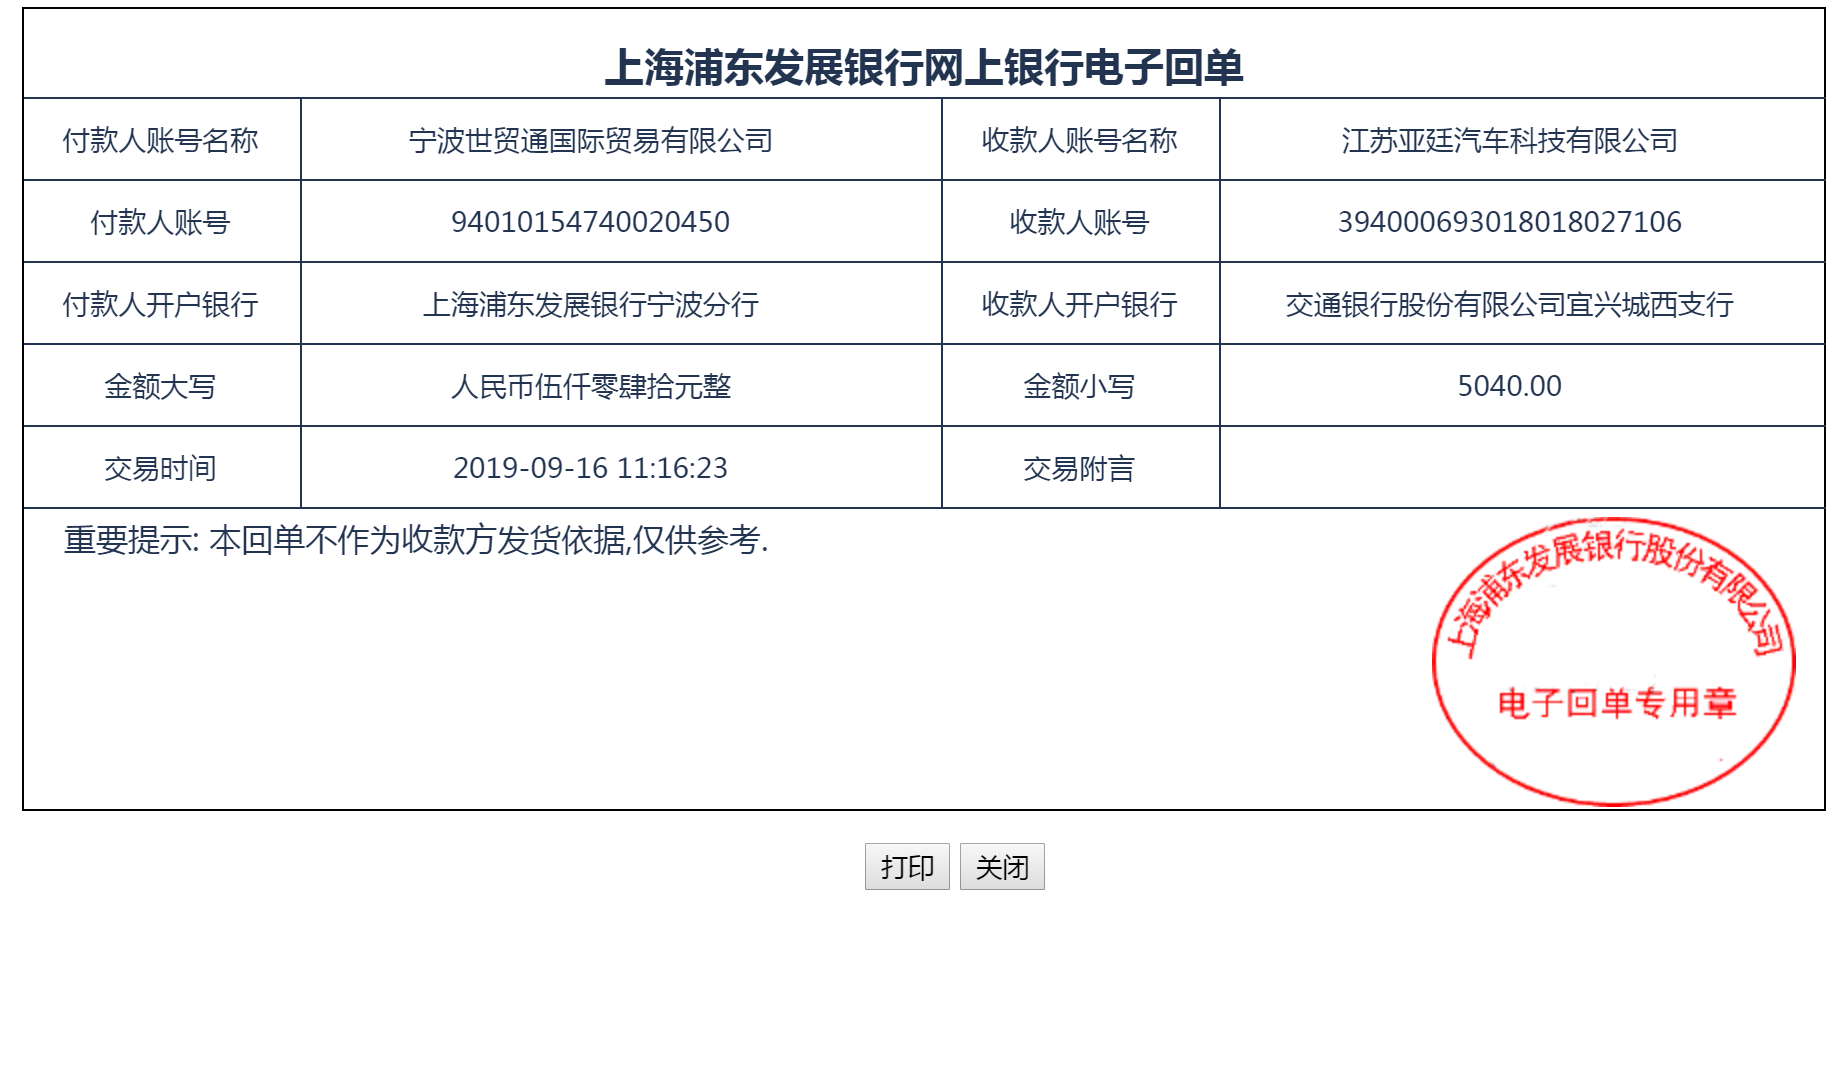 上海浦东发展银行网上银行电子回单
付款人账号名称 宁波世贸通国际贸易有限公司 收款人账号名称 江苏亚廷汽车科技有限公司
付款人账号 94010154740020450 收款人账号 394000693018018027106
付款人开户银行 上海浦东发展银行宁波分行 收款人开户银行 交通银行股份有限公司宜兴城西支行
金额大写 人民币伍仟零肆拾元整 金额小写 5040.00
交易时间 2019-09-16 11:16:23 交易附言
重要提示: 本回单不作为收款方发货依据,仅供参考.
上海浦东发展银行股份有限公司
电子回单专用章
打印 关闭